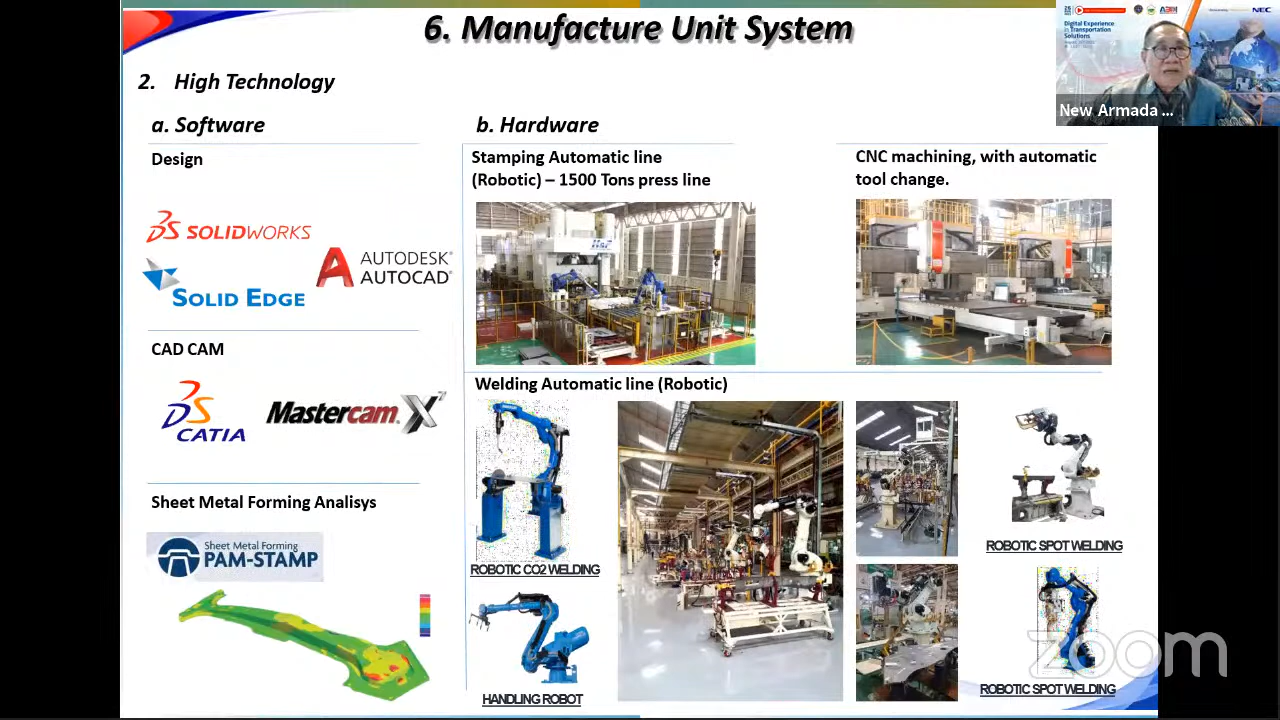 6. Manufacture Unit System
2. High Technology
a. Software
Design
SOLIDWORKS
AUTODESK®
AUTOCAD®
SOLID EDGE
CAD CAM
CATIA
Mastercam X7
Sheet Metal Forming Analisys
Sheet Metal Forming
PAM-STAMP
b. Hardware
Stamping Automatic line
(Robotic) – 1500 Tons press line
H&F
CNC machining, with automatic
tool change.
Welding Automatic line (Robotic)
ROBOTIC CO2 WELDING
HANDLING ROBOT
ROBOTIC SPOT WELDING
ROBOTIC SPOT WELDING
Digital Experience
in Transportation
Solutions
NEC
New Armada ...
zoom